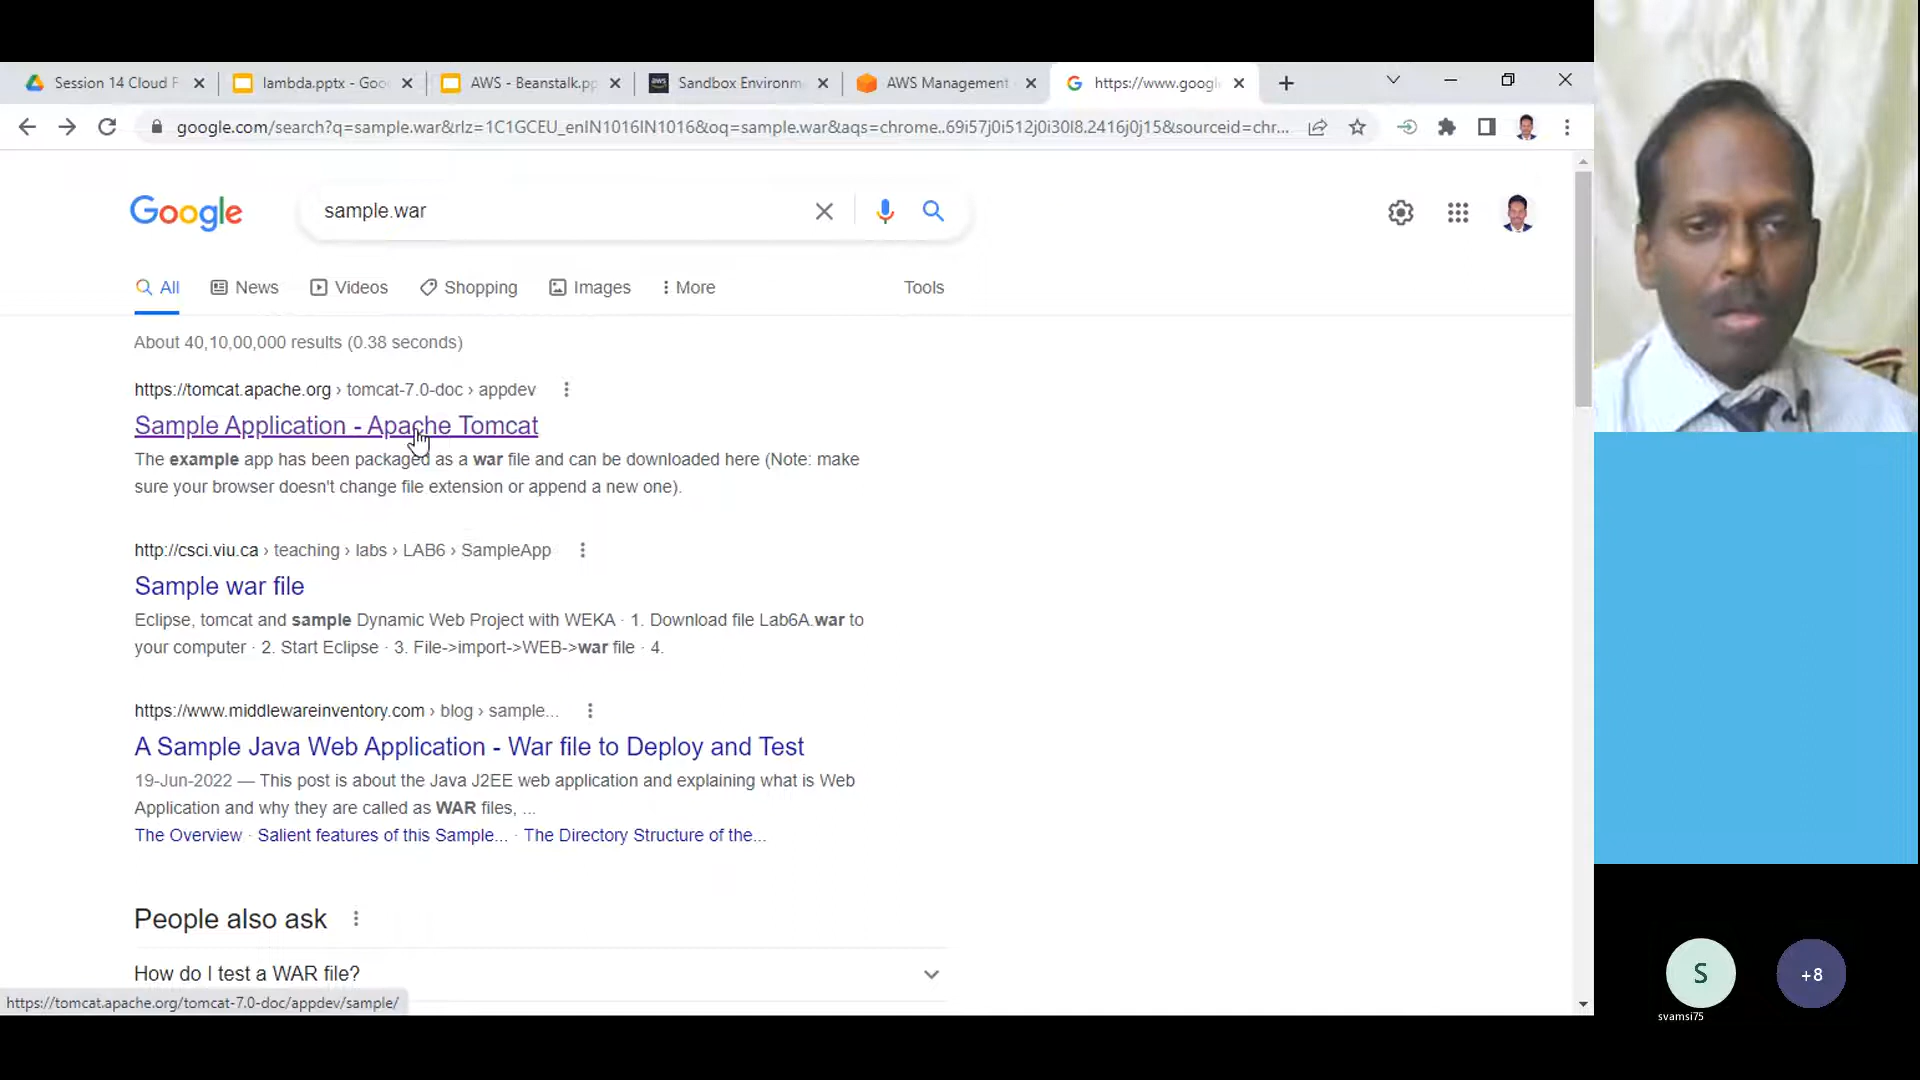 Session 14 Cloud F
lambda.pptx - Goo
AWS - Beanstalk.pp
Sandbox Environm
AWS Management
https://www.googl
google.com/search?q=sample.war&rlz=1C1GCEU_enIN1016IN1016&oq=sample.war&aqs=chrome..69i57j0i512j0i30l8.2416j0j15&sourceid=chr...
Google
sample.war
All
News
Videos
Shopping
Images
More
Tools
About 40,10,00,000 results (0.38 seconds)
https://tomcat.apache.org › tomcat-7.0-doc › appdev
Sample Application - Apache Tomcat
The example app has been packaged as a war file and can be downloaded here (Note: make
sure your browser doesn't change file extension or append a new one).
http://csci.viu.ca › teaching › labs › LAB6 › SampleApp
Sample war file
Eclipse, tomcat and sample Dynamic Web Project with WEKA · 1. Download file Lab6A.war to
your computer · 2. Start Eclipse · 3. File->import->WEB->war file · 4.
https://www.middlewareinventory.com › blog › sample...
A Sample Java Web Application - War file to Deploy and Test
19-Jun-2022 — This post is about the Java J2EE web application and explaining what is Web
Application and why they are called as WAR files, ...
The Overview · Salient features of this Sample... · The Directory Structure of the...
People also ask
How do I test a WAR file?
https://tomcat.apache.org/tomcat-7.0-doc/appdev/sample/
S
+8
svamsi75